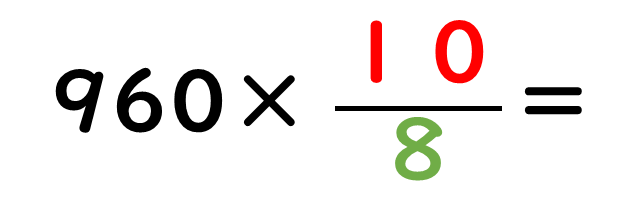 960× 10/8 =